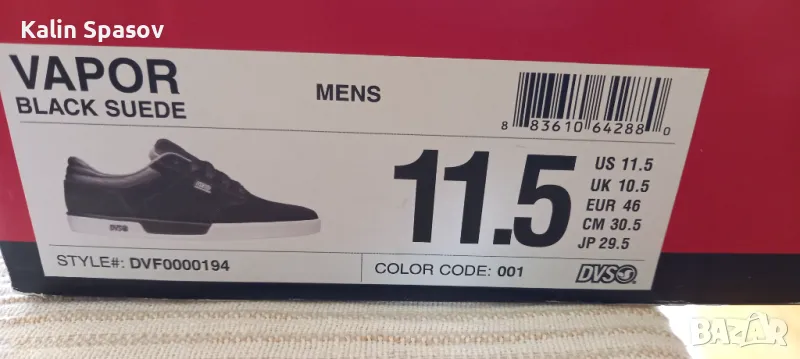 Kalin Spasov
VAPOR
BLACK SUEDE
MENS
8 83610 64288 0
DVS
11.5
US 11.5
UK 10.5
EUR 46
CM 30.5
JP 29.5
STYLE#: DVF0000194
COLOR CODE: 001
DVS
BAZAR